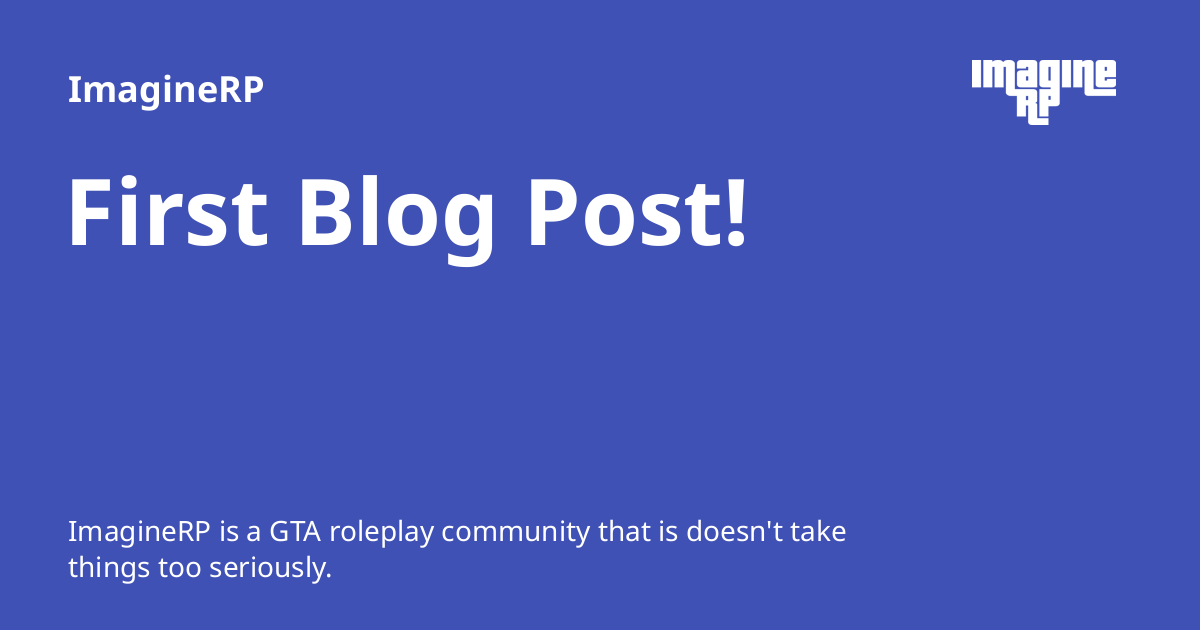 ImagineRP
Imagine
RP
First Blog Post!
ImagineRP is a GTA roleplay community that is doesn't take
things too seriously.